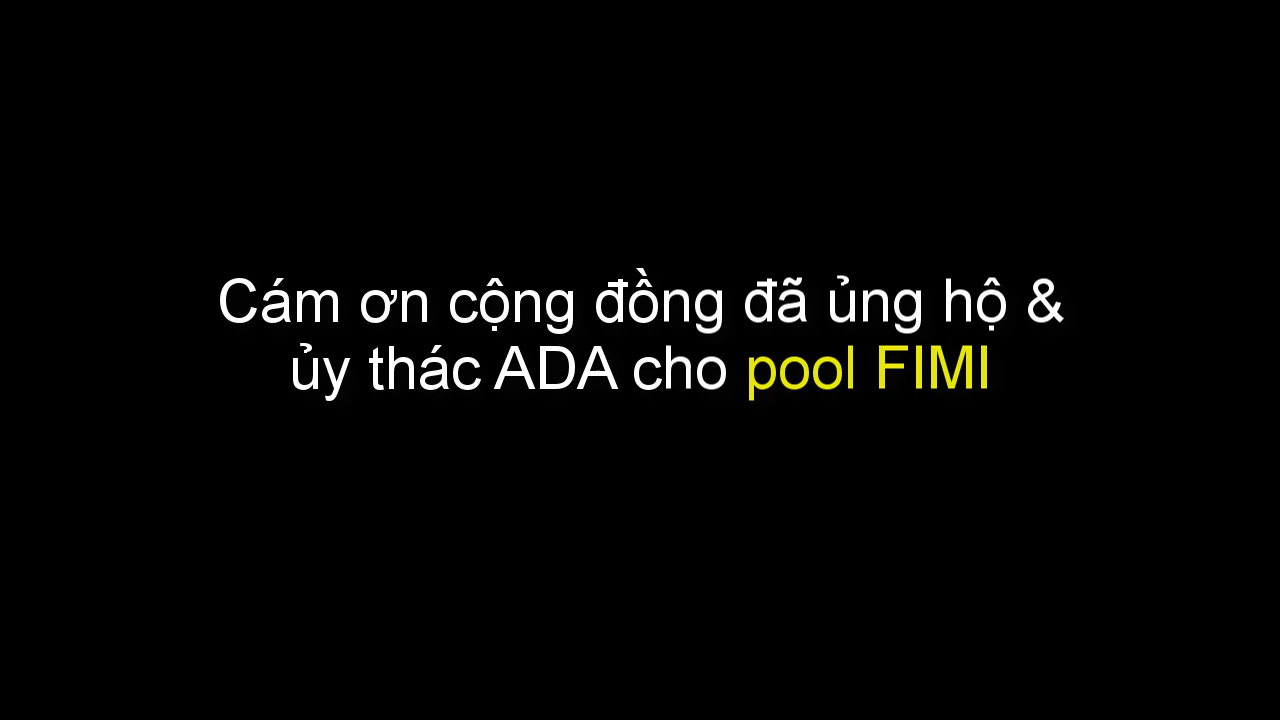 Cám ơn cộng đồng đã ủng hộ &
ủy thác ADA cho pool FIMI